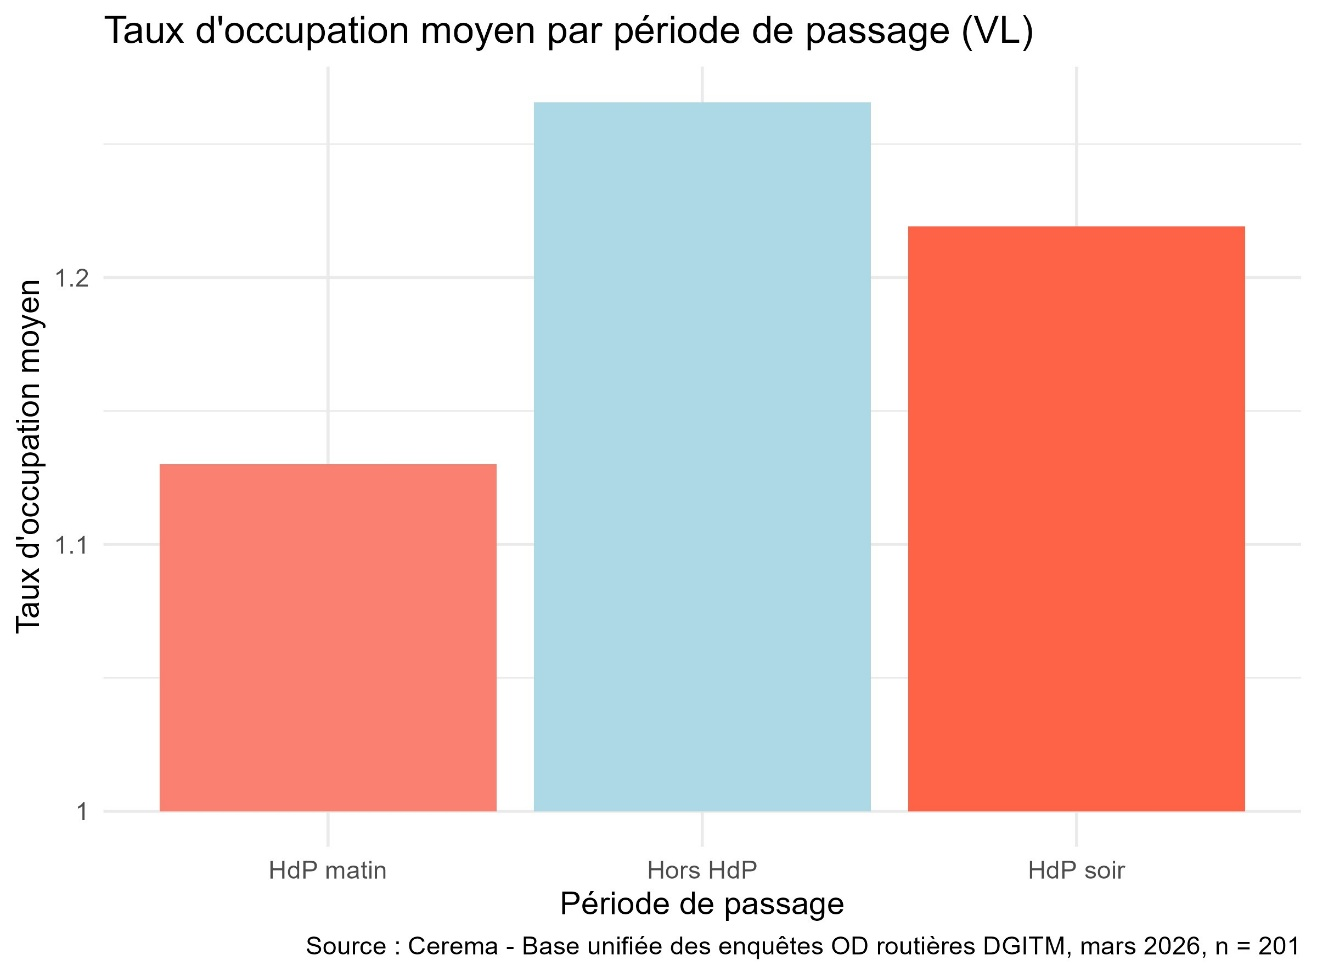 Taux d'occupation moyen par période de passage (VL)
Taux d'occupation moyen
1.2
1.1
1
HdP matin
Hors HdP
HdP soir
Période de passage
Source : Cerema - Base unifiée des enquêtes OD routières DGITM, mars 2026, n = 201